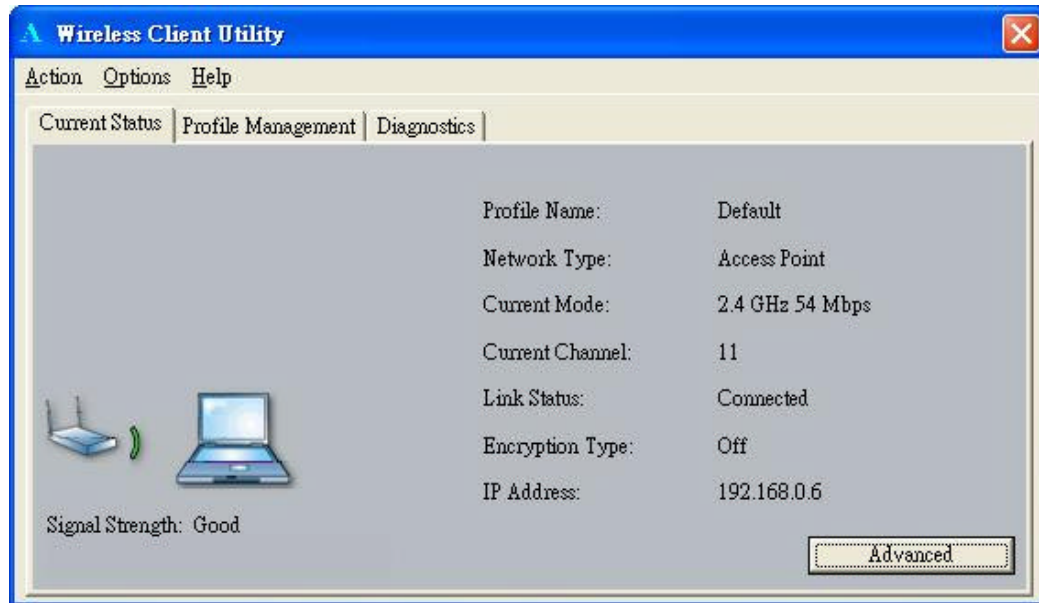 Wireless Client Utility
Action Options Help
Current Status Profile Management Diagnostics
Profile Name: Default
Network Type: Access Point
Current Mode: 2.4 GHz 54 Mbps
Current Channel: 11
Link Status: Connected
Encryption Type: Off
IP Address: 192.168.0.6
Signal Strength: Good
Advanced